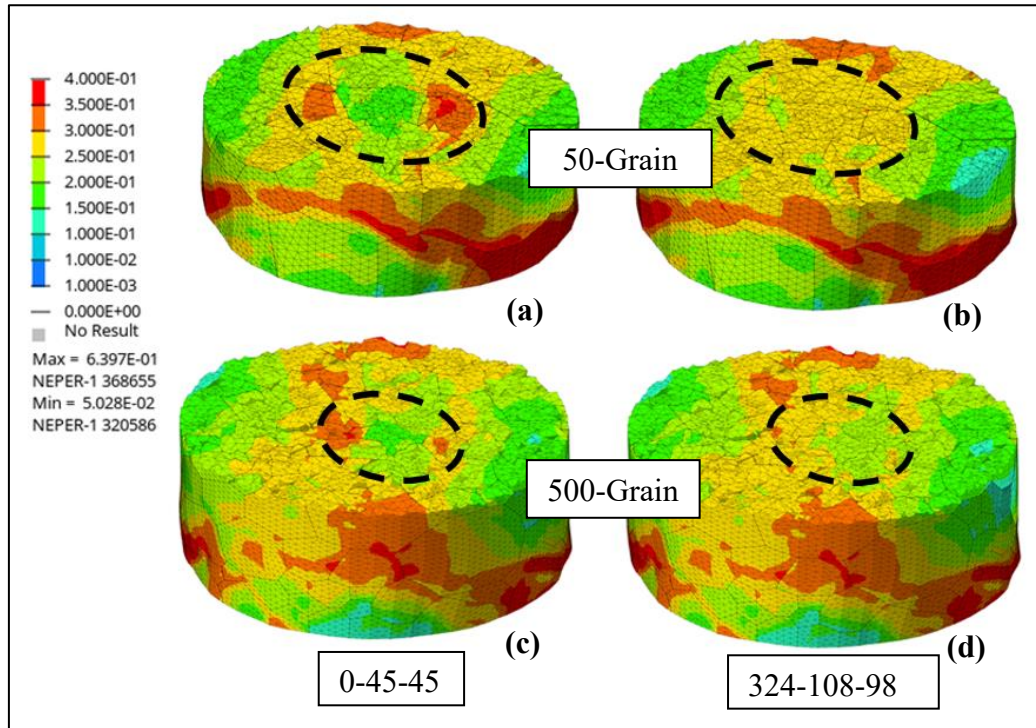 4.000E-01
3.500E-01
3.000E-01
2.500E-01
2.000E-01
1.500E-01
1.000E-01
1.000E-02
1.000E-03
0.000E+00
No Result
Max = 6.397E-01
NEPER-1 368655
Min = 5.028E-02
NEPER-1 320586
50-Grain
(a)
(b)
500-Grain
(c)
(d)
0-45-45
324-108-98